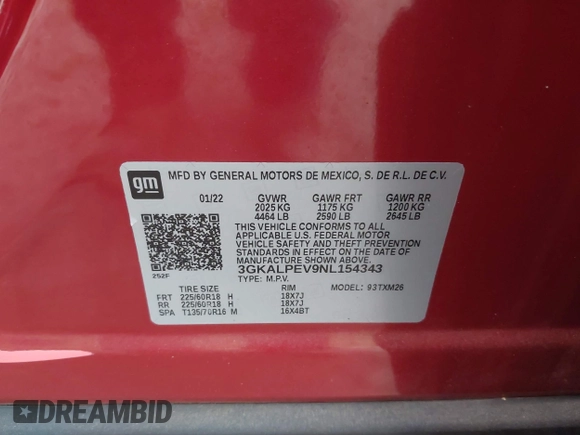 gm
MFD BY GENERAL MOTORS DE MEXICO, S. DE R.L. DE C.V.
01/22 GVWR GAWR FRT GAWR RR
2025 KG 1175 KG 1200 KG
4464 LB 2590 LB 2645 LB
THIS VEHICLE CONFORMS TO ALL
APPLICABLE U.S. FEDERAL MOTOR
VEHICLE SAFETY AND THEFT PREVENTION
STANDARDS IN EFFECT ON THE DATE OF
MANUFACTURE SHOWN ABOVE.
3GKALPEV9NL154343
252F TYPE: M.P.V.
TIRE SIZE RIM MODEL: 93TXM26
FRT 225/60R18 H 18X7J
RR 225/60R18 H 18X7J
SPA T135/70R16 M 16X4BT
DREAMBID